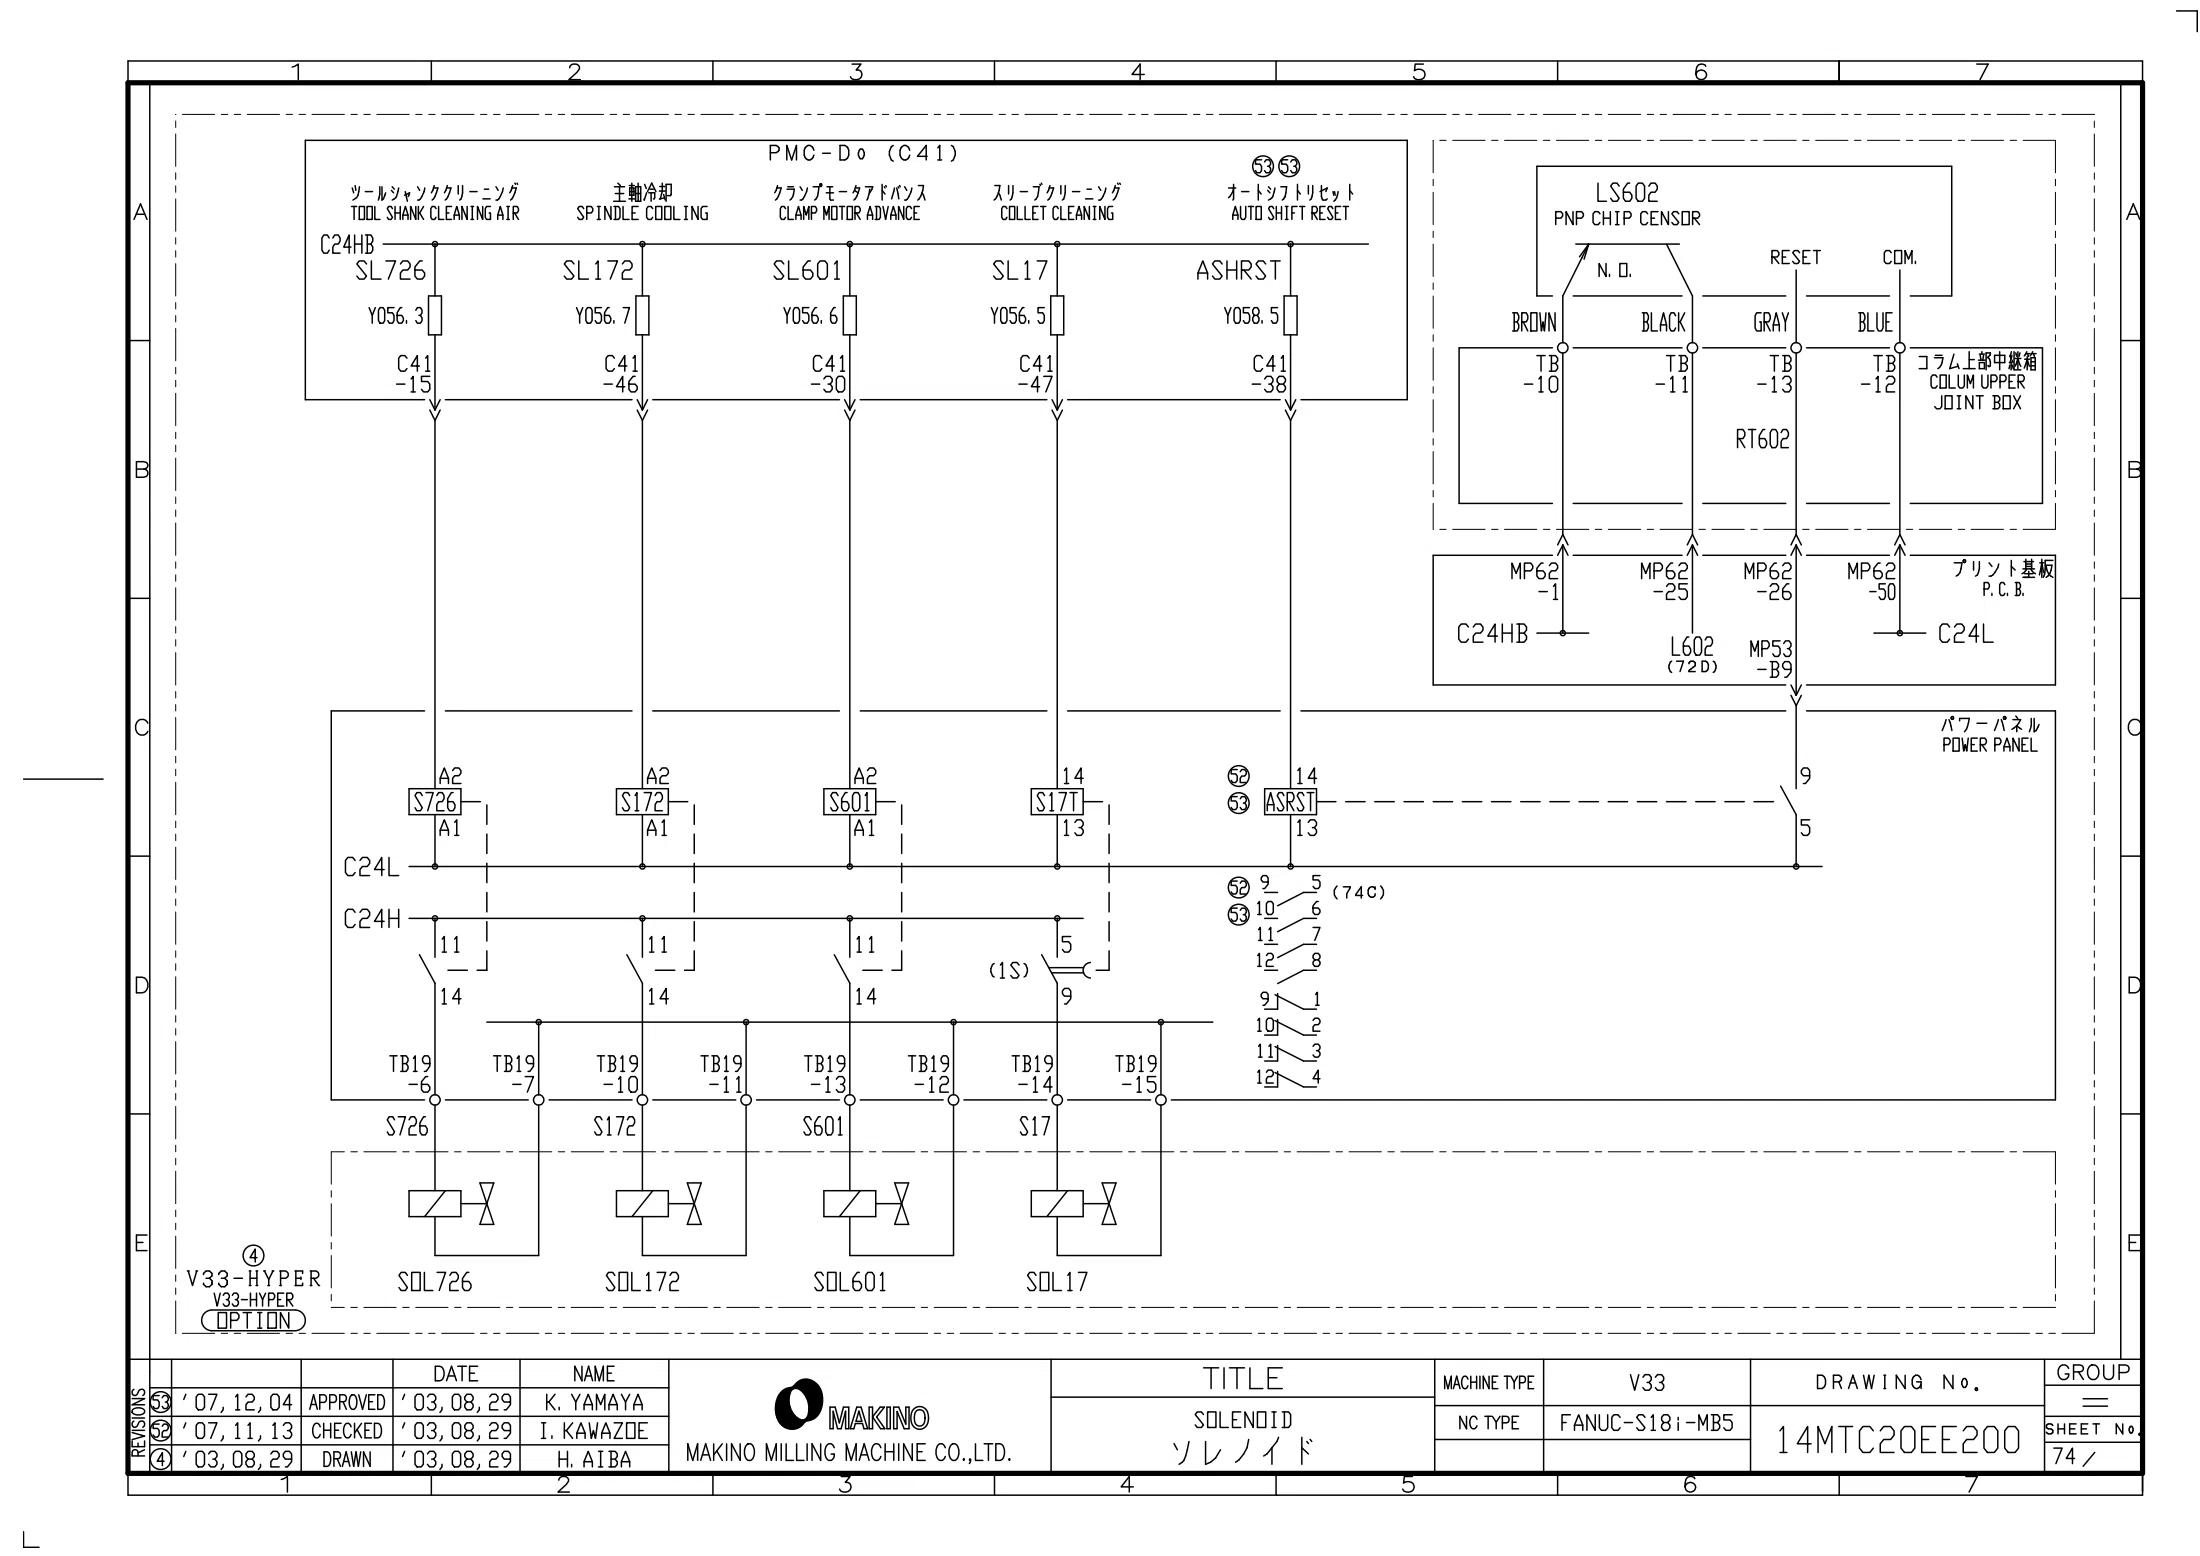 1 2 3 4 5 6 7
A A
B B
C C
D D
E E
PMC-Do (C41)
53 53
ツールシャンククリーニング 主軸冷却 クランプモータアドバンス スリーブクリーニング オートシフトリセット
TOOL SHANK CLEANING AIR SPINDLE COOLING CLAMP MOTOR ADVANCE COLLET CLEANING AUTO SHIFT RESET
C24HB
SL726 SL172 SL601 SL17 ASHRST
Y056.3 Y056.7 Y056.6 Y056.5 Y058.5
C41 C41 C41 C41 C41
-15 -46 -30 -47 -38
LS602
PNP CHIP CENSOR
N.O.
RESET COM.
BROWN BLACK GRAY BLUE
TB TB TB TB
-10 -11 -13 -12
コラム上部中継箱
COLUM UPPER
JOINT BOX
RT602
MP62 MP62 MP62 MP62
-1 -25 -26 -50
プリント基板
P.C.B.
C24HB C24L
L602
(72D)
MP53
-B9
パワーパネル
POWER PANEL
A2 A2 A2 14 52 14 9
S726 S172 S601 S17T 53 ASRST
A1 A1 A1 13 13 5
C24L
C24H
11 11 11 5
(1S)
14 14 14 9
52 9 5 (74C)
53 10 6
11 7
12 8
9 1
10 2
11 3
12 4
TB19 TB19 TB19 TB19 TB19 TB19 TB19 TB19
-6 -7 -10 -11 -13 -12 -14 -15
S726 S172 S601 S17
SOL726 SOL172 SOL601 SOL17
4
V33-HYPER
V33-HYPER
OPTION
REVISIONS
DATE NAME
53 '07,12,04 APPROVED '03,08,29 K. YAMAYA
52 '07,11,13 CHECKED '03,08,29 I. KAWAZOE
4 '03,08,29 DRAWN '03,08,29 H. AIBA
MAKINO
MAKINO MILLING MACHINE CO.,LTD.
TITLE
SOLENOID
ソレノイド
MACHINE TYPE V33
NC TYPE FANUC-S18i-MB5
DRAWING No.
14MTC20EE200
GROUP
=
SHEET No.
74/
1 2 3 4 5 6 7